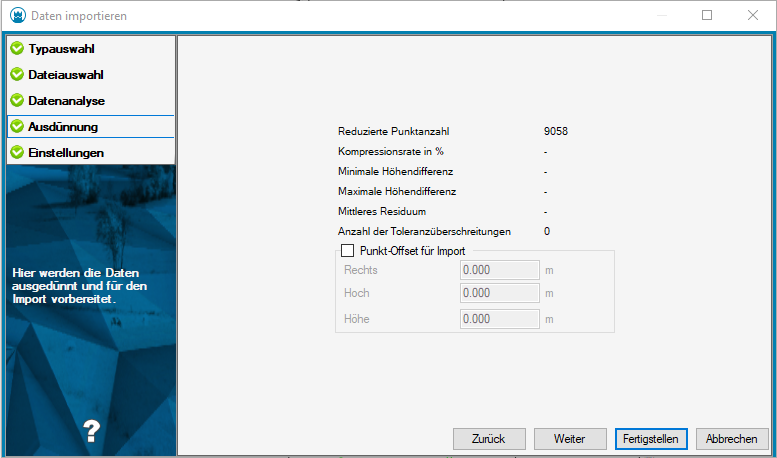 Daten importieren
Typauswahl
Dateiauswahl
Datenanalyse
Ausdünnung
Einstellungen
Hier werden die Daten
ausgedünnt und für den
Import vorbereitet.
?
Reduzierte Punktanzahl 9058
Kompressionsrate in % -
Minimale Höhendifferenz -
Maximale Höhendifferenz -
Mittleres Residuum -
Anzahl der Toleranzüberschreitungen 0
Punkt-Offset für Import
Rechts 0.000 m
Hoch 0.000 m
Höhe 0.000 m
Zurück Weiter Fertigstellen Abbrechen